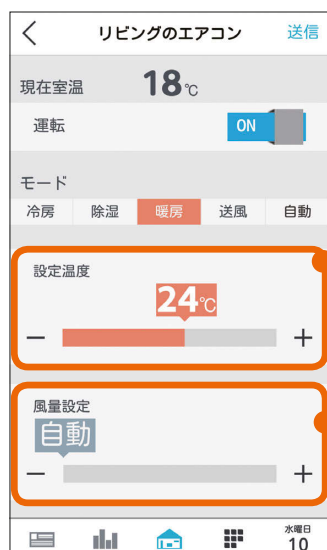 リビングのエアコン 送信
現在室温 18℃
運転 ON
モード
冷房 除湿 暖房 送風 自動
設定温度
24℃
− +
風量設定
自動
− +
水曜日
10